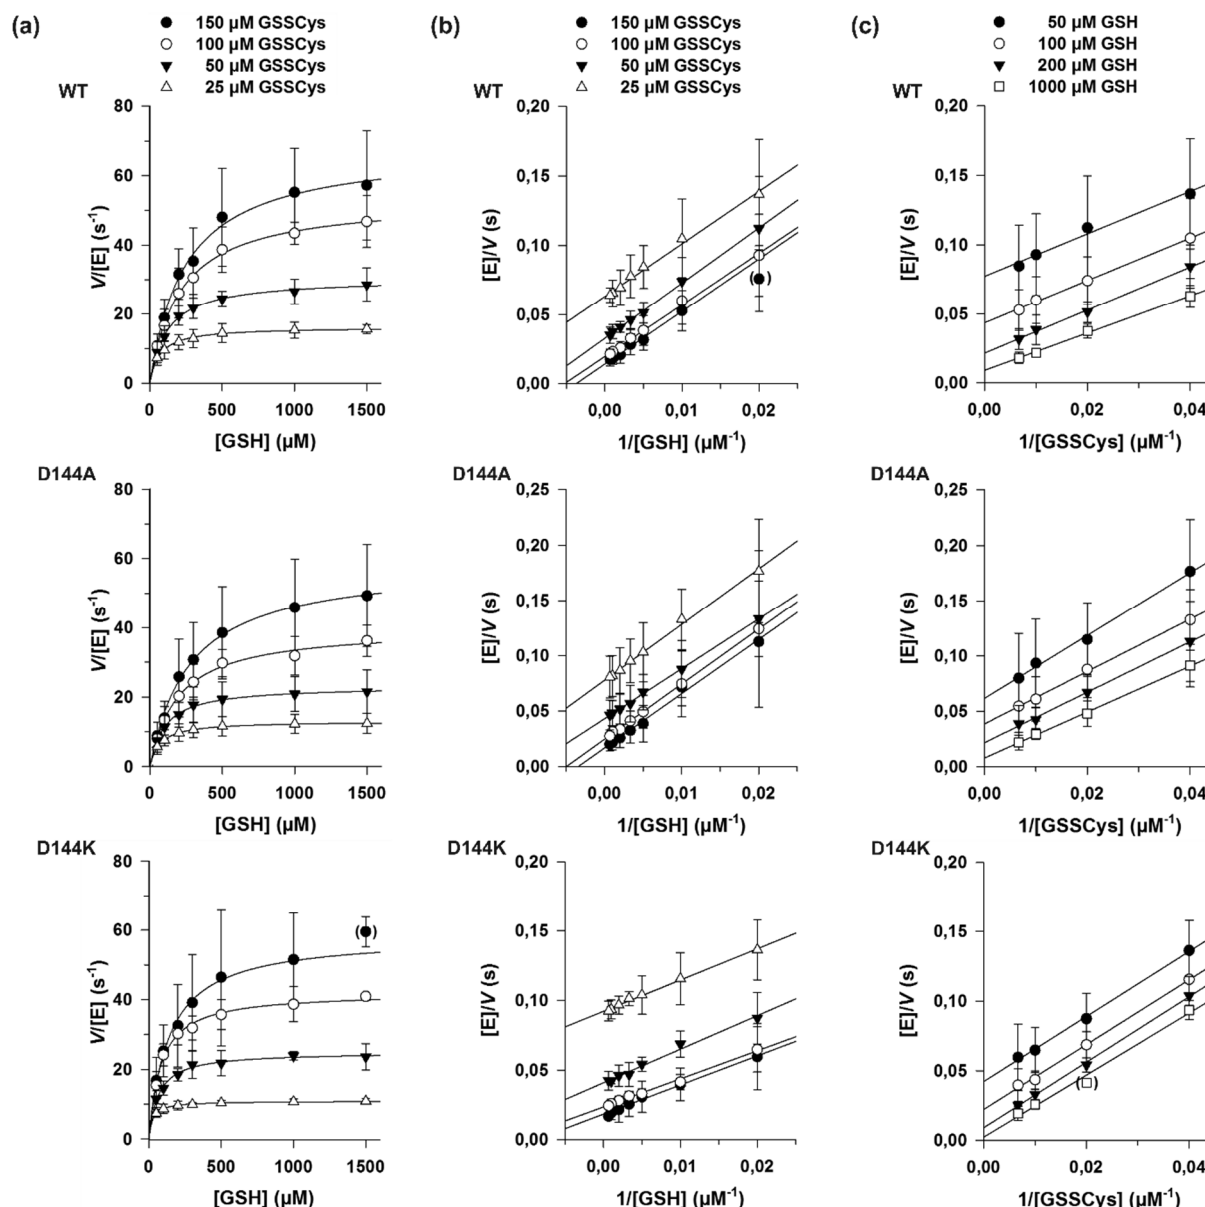 (a)
● 150 µM GSSCys
○ 100 µM GSSCys
▼ 50 µM GSSCys
△ 25 µM GSSCys
WT
80
60
40
20
0
V/[E] (s⁻¹)
0 500 1000 1500
[GSH] (µM)
(b)
● 150 µM GSSCys
○ 100 µM GSSCys
▼ 50 µM GSSCys
△ 25 µM GSSCys
WT
0,20
0,15
0,10
0,05
0,00
[E]/V (s)
0,00 0,01 0,02
1/[GSH] (µM⁻¹)
(c)
● 50 µM GSH
○ 100 µM GSH
▼ 200 µM GSH
□ 1000 µM GSH
WT
0,20
0,15
0,10
0,05
0,00
[E]/V (s)
0,00 0,02 0,04
1/[GSSCys] (µM⁻¹)
D144A
80
60
40
20
0
V/[E] (s⁻¹)
0 500 1000 1500
[GSH] (µM)
D144A
0,25
0,20
0,15
0,10
0,05
0,00
[E]/V (s)
0,00 0,01 0,02
1/[GSH] (µM⁻¹)
D144A
0,25
0,20
0,15
0,10
0,05
0,00
[E]/V (s)
0,00 0,02 0,04
1/[GSSCys] (µM⁻¹)
D144K
80
60
40
20
0
V/[E] (s⁻¹)
(●)
0 500 1000 1500
[GSH] (µM)
D144K
0,20
0,15
0,10
0,05
0,00
[E]/V (s)
0,00 0,01 0,02
1/[GSH] (µM⁻¹)
D144K
0,20
0,15
0,10
0,05
0,00
[E]/V (s)
(□)
0,00 0,02 0,04
1/[GSSCys] (µM⁻¹)